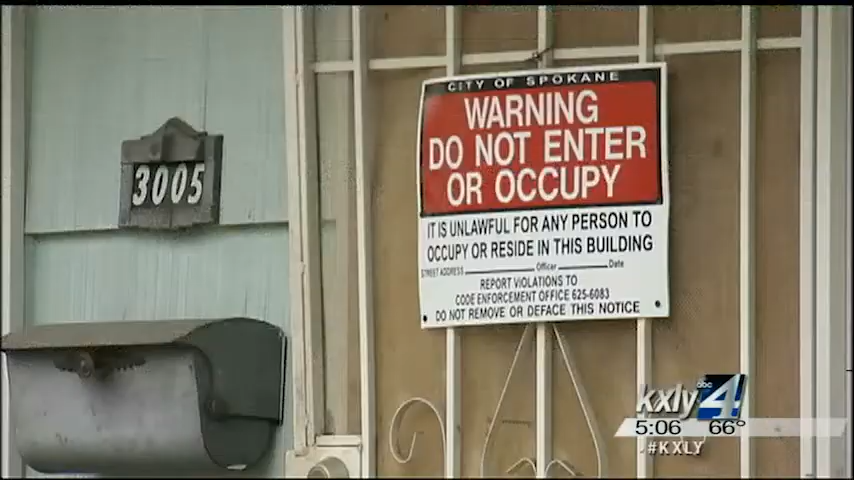 3005
CITY OF SPOKANE
WARNING
DO NOT ENTER
OR OCCUPY
IT IS UNLAWFUL FOR ANY PERSON TO
OCCUPY OR RESIDE IN THIS BUILDING
STREET ADDRESS Officer Date
REPORT VIOLATIONS TO
CODE ENFORCEMENT OFFICE 625-6083
DO NOT REMOVE OR DEFACE THIS NOTICE
kxly abc 4
5:06 66°
#KXLY